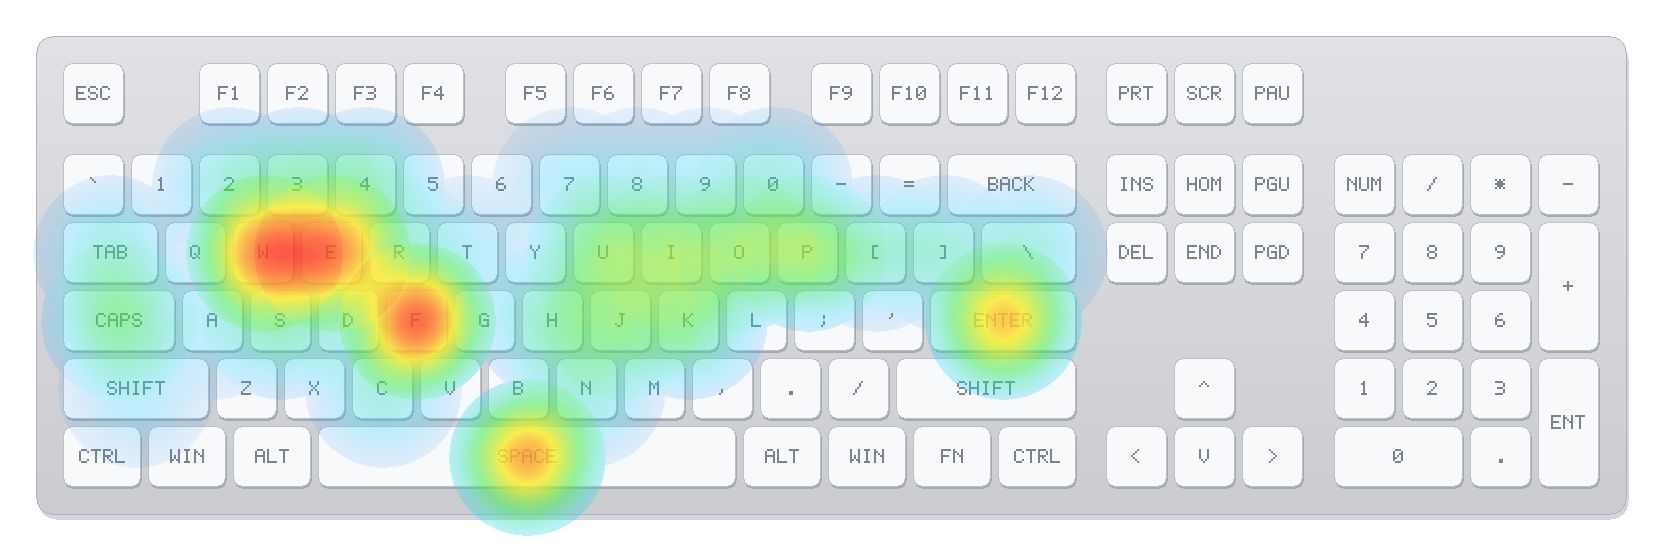 ESC F1 F2 F3 F4 F5 F6 F7 F8 F9 F10 F11 F12 PRT SCR PAU
` 1 2 3 4 5 6 7 8 9 0 - = BACK INS HOM PGU NUM / * -
TAB Q W E R T Y U I O P [ ] \ DEL END PGD 7 8 9 +
CAPS A S D F G H J K L ; ' ENTER 4 5 6
SHIFT Z X C V B N M , . / SHIFT ^ 1 2 3 ENT
CTRL WIN ALT SPACE ALT WIN FN CTRL < V > 0 .